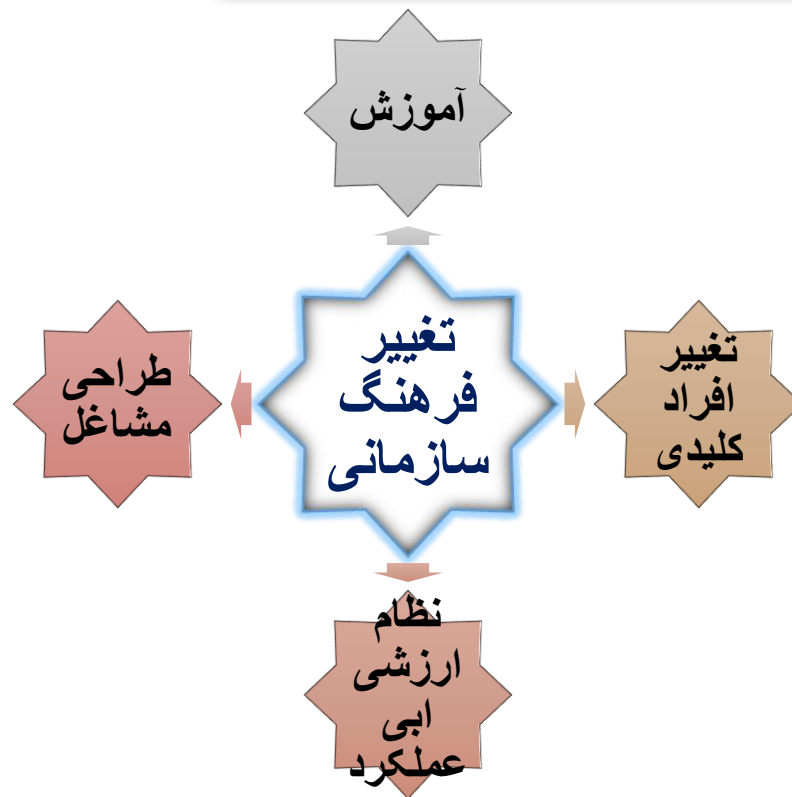 آموزش
تغییر
فرهنگ
سازمانی
تغییر
افراد
کلیدی
طراحی
مشاغل
نظام
ارزشی
ابی
عملکرد